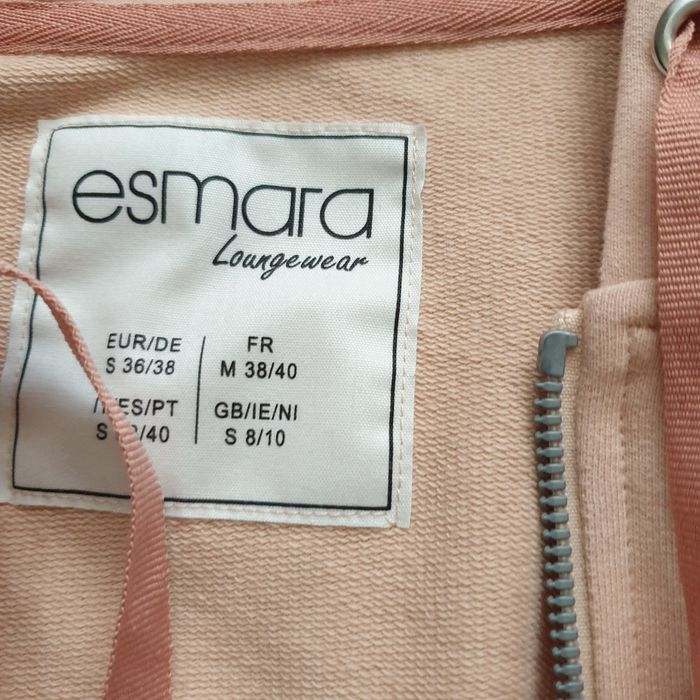 esmara
Loungewear
EUR/DE
S 36/38
FR
M 38/40
/ES/PT
S /40
GB/IE/NI
S 8/10